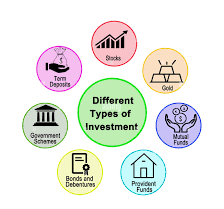 Different
Types of
Investment
Stocks
Gold
Mutual
Funds
Provident
Funds
Bonds and
Debentures
Government
Schemes
Term
Deposits